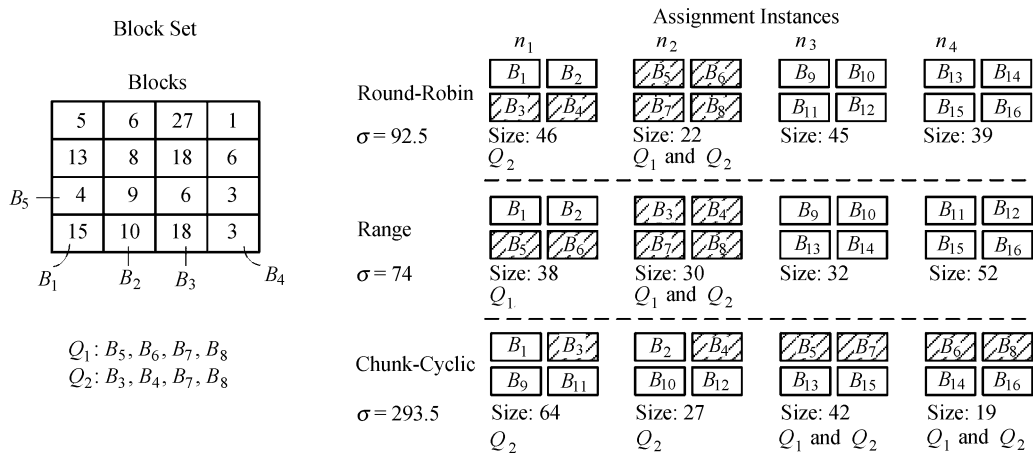 Block Set
Blocks
5 6 27 1
13 8 18 6
4 9 6 3
15 10 18 3
B5
B1 B2 B3 B4
Q1: B5, B6, B7, B8
Q2: B3, B4, B7, B8
Assignment Instances
n1 n2 n3 n4
Round-Robin
σ = 92.5
B1 B2 B5 B6 B9 B10 B13 B14
B3 B4 B7 B8 B11 B12 B15 B16
Size: 46 Size: 22 Size: 45 Size: 39
Q2 Q1 and Q2
Range
σ = 74
B1 B2 B3 B4 B9 B10 B11 B12
B5 B6 B7 B8 B13 B14 B15 B16
Size: 38 Size: 30 Size: 32 Size: 52
Q1 Q1 and Q2
Chunk-Cyclic
σ = 293.5
B1 B3 B2 B4 B5 B7 B6 B8
B9 B11 B10 B12 B13 B15 B14 B16
Size: 64 Size: 27 Size: 42 Size: 19
Q2 Q2 Q1 and Q2 Q1 and Q2